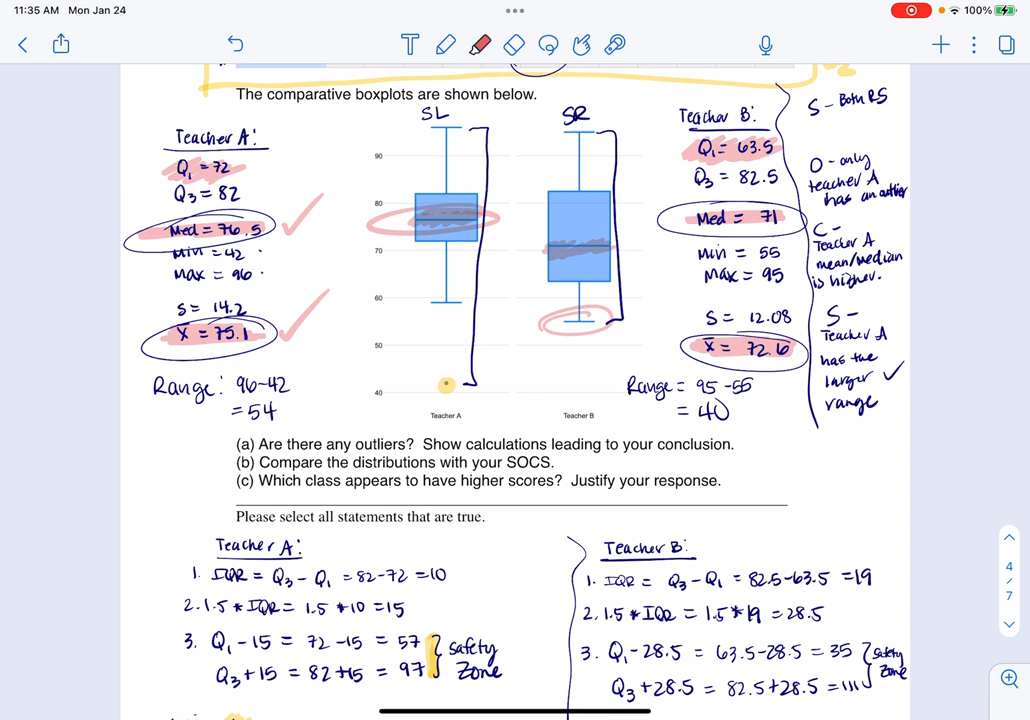 11:35 AM Mon Jan 24
100%
The comparative boxplots are shown below.
SL
SR
Teacher A:
Q₁ = 72
Q₃ = 82
Med = 76.5
Min = 42
Max = 96
S = 14.2
x̄ = 75.1
Range: 96-42
= 54
90
80
70
60
50
40
Teacher A
Teacher B
Teacher B:
Q₁ = 63.5
Q₃ = 82.5
Med = 71
Min = 55
Max = 95
S = 12.08
x̄ = 72.6
Range = 95 - 55
= 40
S - Both RS
O - only
teacher A
has an outlier
C -
Teacher A
mean/median
is higher.
S -
Teacher A
has the
larger ✓
range
(a) Are there any outliers? Show calculations leading to your conclusion.
(b) Compare the distributions with your SOCS.
(c) Which class appears to have higher scores? Justify your response.
Please select all statements that are true.
Teacher A:
1. IQR = Q₃ - Q₁ = 82-72 = 10
2. 1.5 * IQR = 1.5 * 10 = 15
3. Q₁ - 15 = 72 - 15 = 57
Q₃ + 15 = 82 + 15 = 97
safety
zone
Teacher B:
1. IQR = Q₃ - Q₁ = 82.5 - 63.5 = 19
2. 1.5 * IQR = 1.5 * 19 = 28.5
3. Q₁ - 28.5 = 63.5 - 28.5 = 35
Q₃ + 28.5 = 82.5 + 28.5 = 111
safety
zone
4
/
7